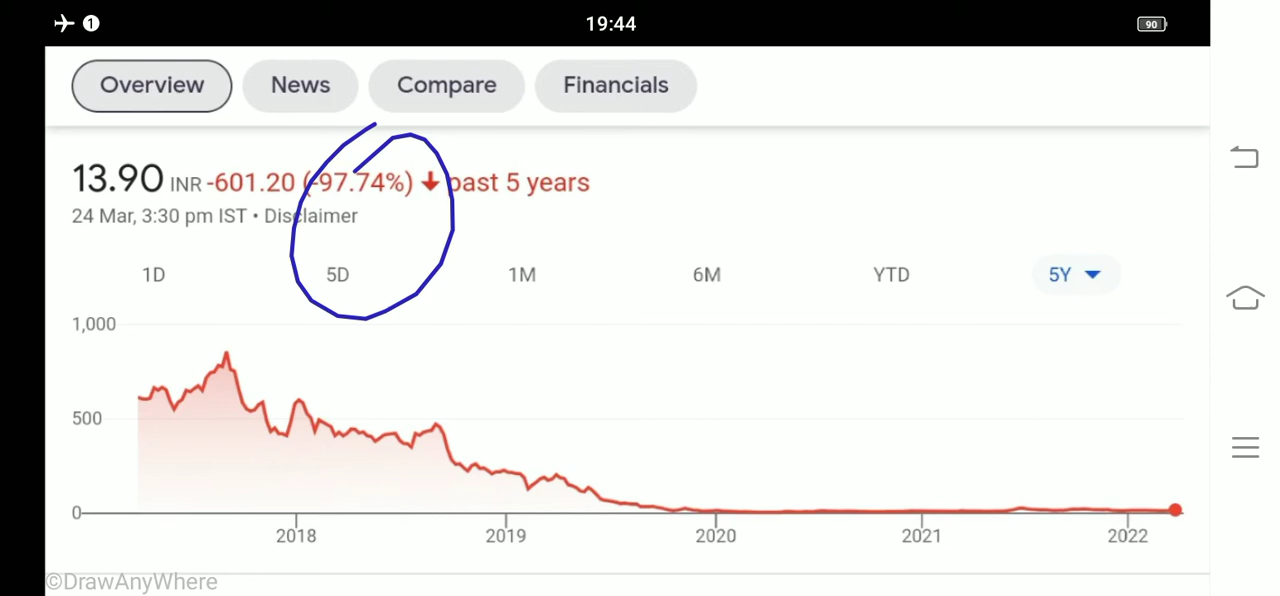 1 19:44 90
Overview News Compare Financials
13.90 INR -601.20 (-97.74%) past 5 years
24 Mar, 3:30 pm IST • Disclaimer
1D 5D 1M 6M YTD 5Y
1,000
500
0
2018 2019 2020 2021 2022
©DrawAnyWhere